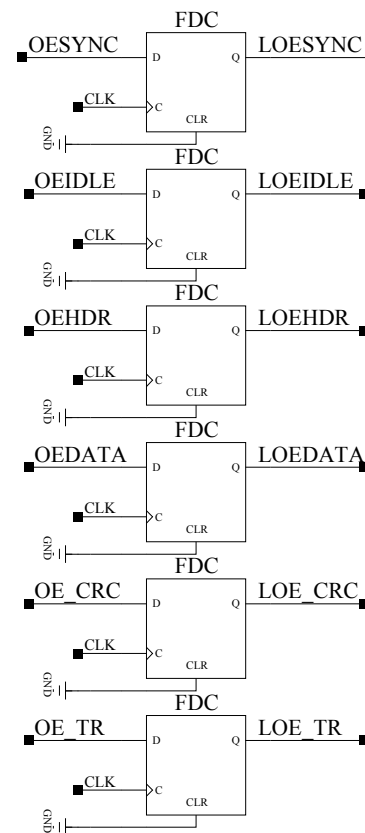 FDC
OESYNC D Q LOESYNC
CLK C
CLR
GND
FDC
OEIDLE D Q LOEIDLE
CLK C
CLR
GND
FDC
OEHDR D Q LOEHDR
CLK C
CLR
GND
FDC
OEDATA D Q LOEDATA
CLK C
CLR
GND
FDC
OE_CRC D Q LOE_CRC
CLK C
CLR
GND
FDC
OE_TR D Q LOE_TR
CLK C
CLR
GND